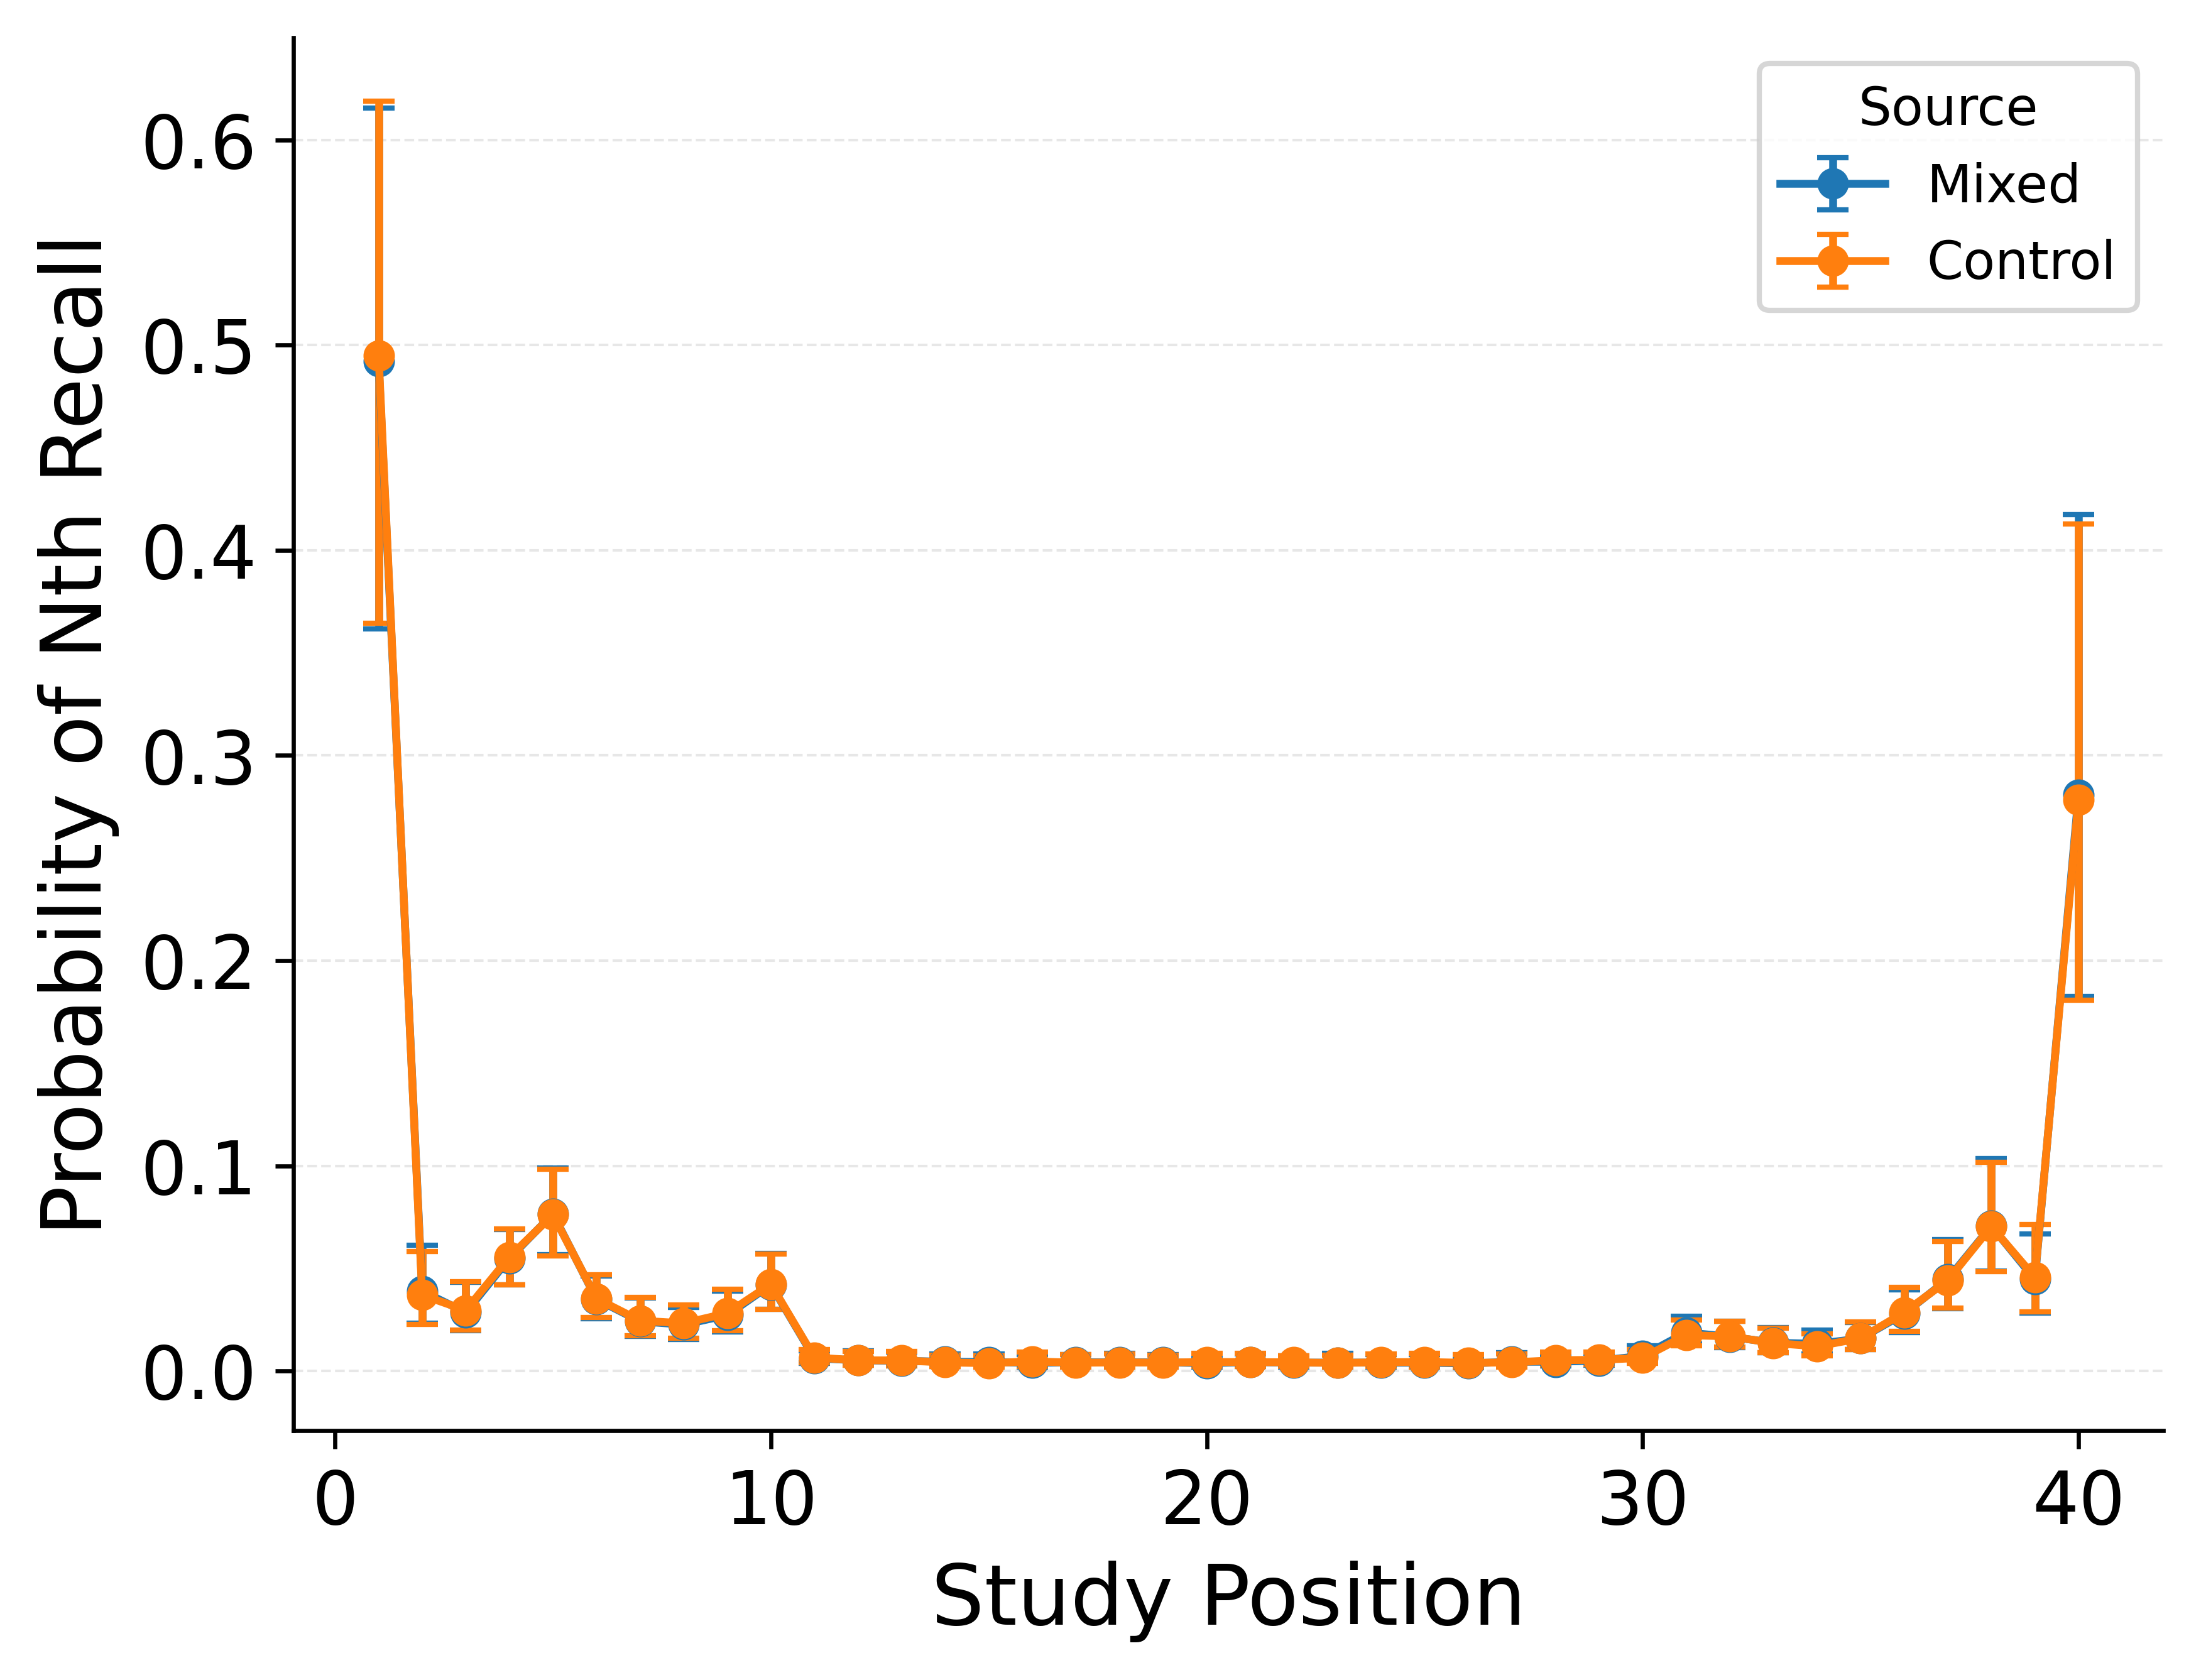 Probability of Nth Recall
0.6
0.5
0.4
0.3
0.2
0.1
0.0
Source
Mixed
Control
0 10 20 30 40
Study Position